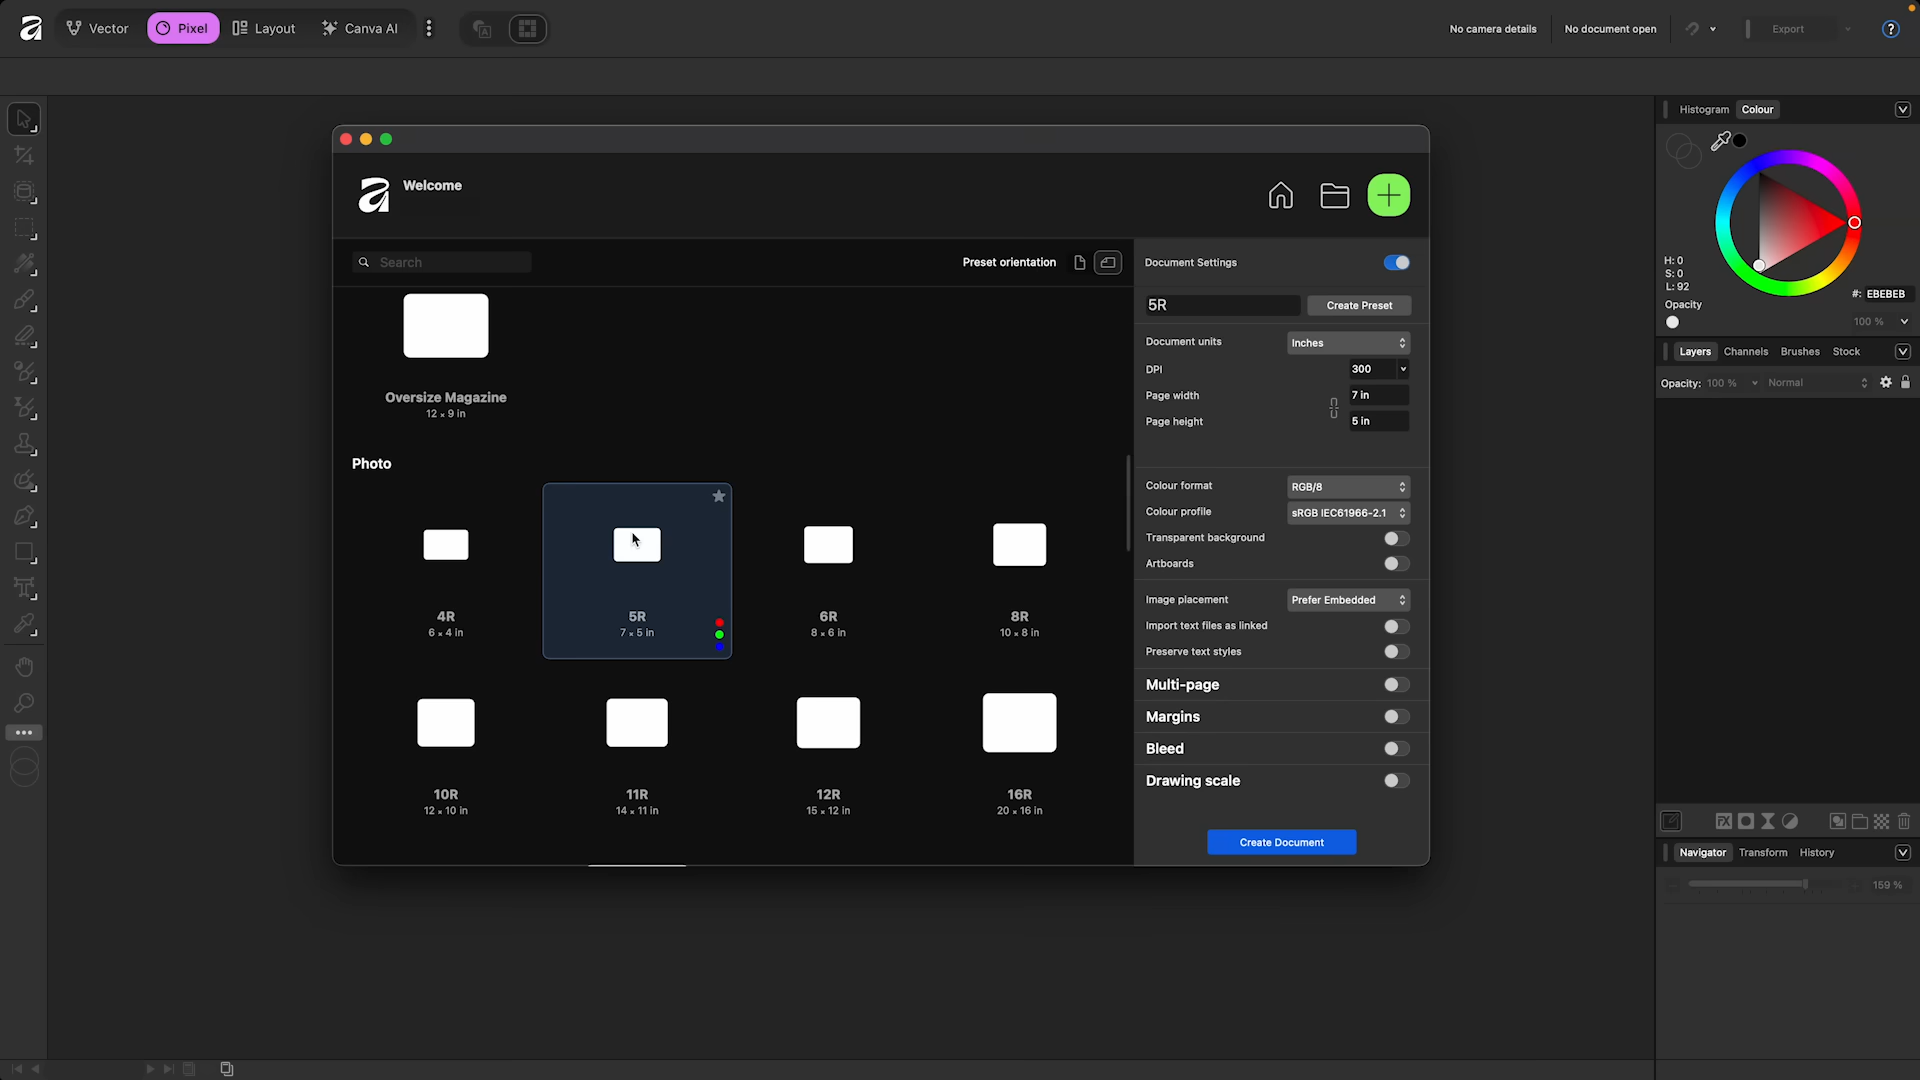 Vector
Pixel
Layout
Canva AI
No camera details
No document open
Export
?
Histogram
Colour
H: 0
S: 0
L: 92
#: EBEBEB
Opacity
100 %
Layers
Channels
Brushes
Stock
Opacity: 100 %
Normal
Navigator
Transform
History
159 %
Welcome
Search
Preset orientation
Oversize Magazine
12 × 9 in
Photo
4R
6 × 4 in
5R
7 × 5 in
6R
8 × 6 in
8R
10 × 8 in
10R
12 × 10 in
11R
14 × 11 in
12R
15 × 12 in
16R
20 × 16 in
Document Settings
5R
Create Preset
Document units
Inches
DPI
300
Page width
7 in
Page height
5 in
Colour format
RGB/8
Colour profile
sRGB IEC61966-2.1
Transparent background
Artboards
Image placement
Prefer Embedded
Import text files as linked
Preserve text styles
Multi-page
Margins
Bleed
Drawing scale
Create Document